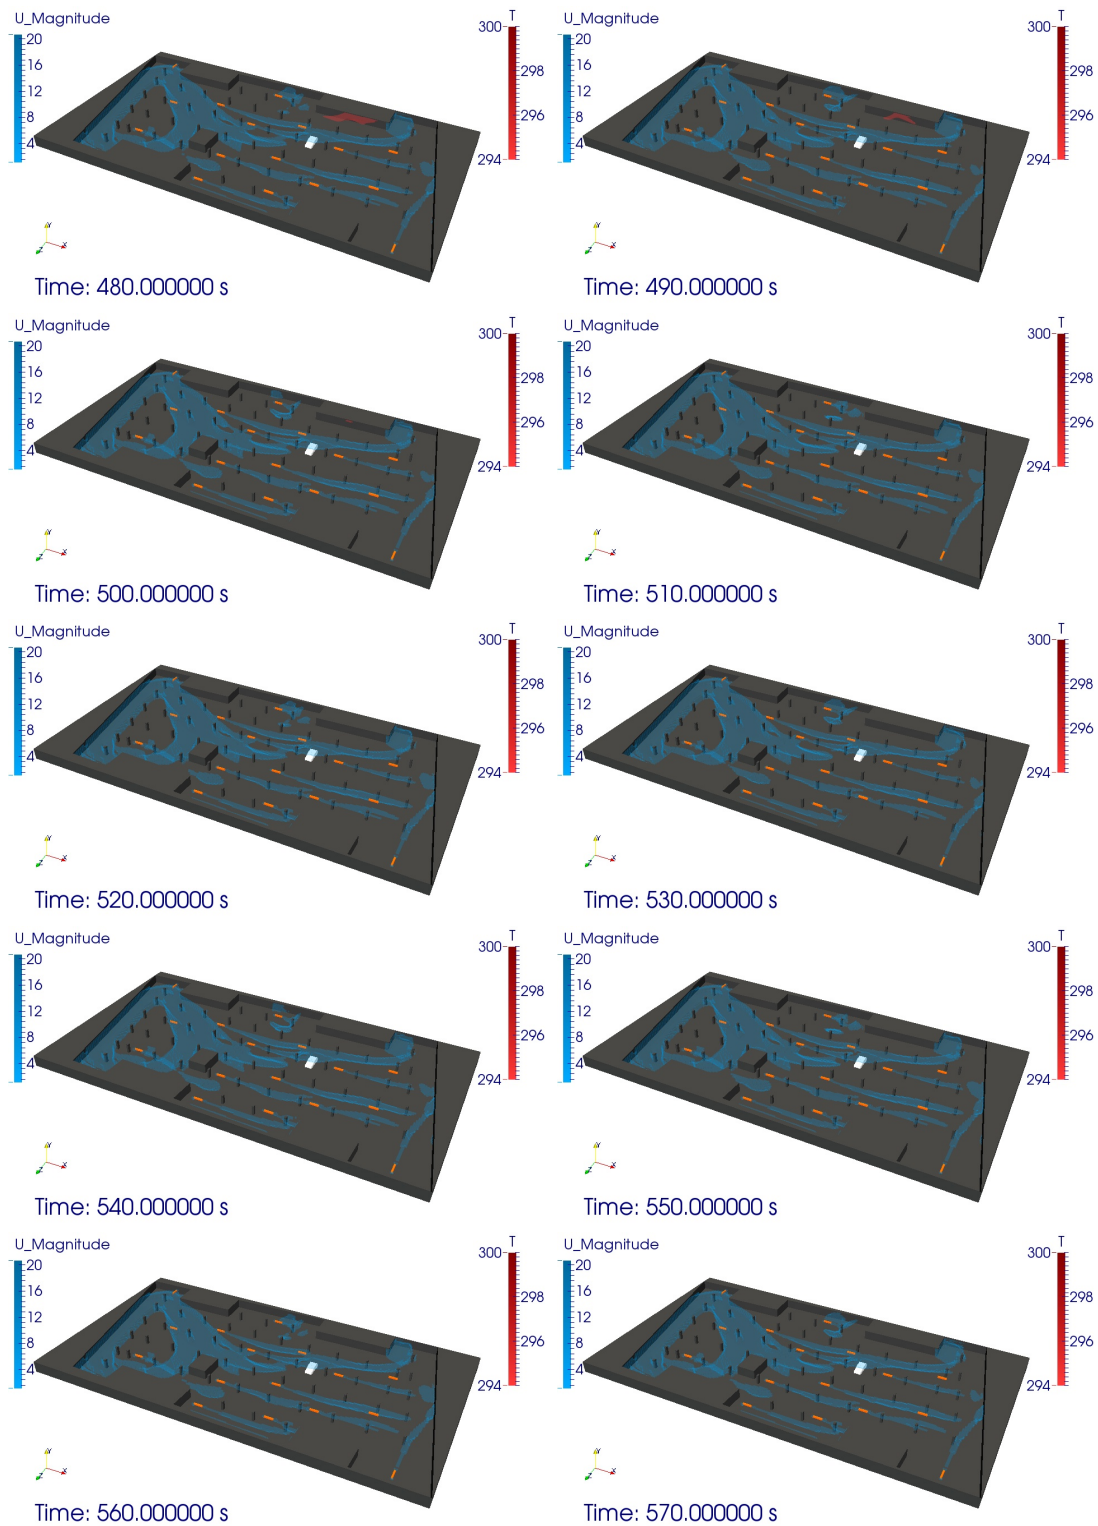 U_Magnitude T U_Magnitude T
20 300 20 300
16 298 16 298
12 296 12 296
8 294 8 294
4 4
Y X Z Y X Z
Time: 480.000000 s Time: 490.000000 s
U_Magnitude T U_Magnitude T
20 300 20 300
16 298 16 298
12 296 12 296
8 294 8 294
4 4
Y X Z Y X Z
Time: 500.000000 s Time: 510.000000 s
U_Magnitude T U_Magnitude T
20 300 20 300
16 298 16 298
12 296 12 296
8 294 8 294
4 4
Y X Z Y X Z
Time: 520.000000 s Time: 530.000000 s
U_Magnitude T U_Magnitude T
20 300 20 300
16 298 16 298
12 296 12 296
8 294 8 294
4 4
Y X Z Y X Z
Time: 540.000000 s Time: 550.000000 s
U_Magnitude T U_Magnitude T
20 300 20 300
16 298 16 298
12 296 12 296
8 294 8 294
4 4
Y X Z Y X Z
Time: 560.000000 s Time: 570.000000 s